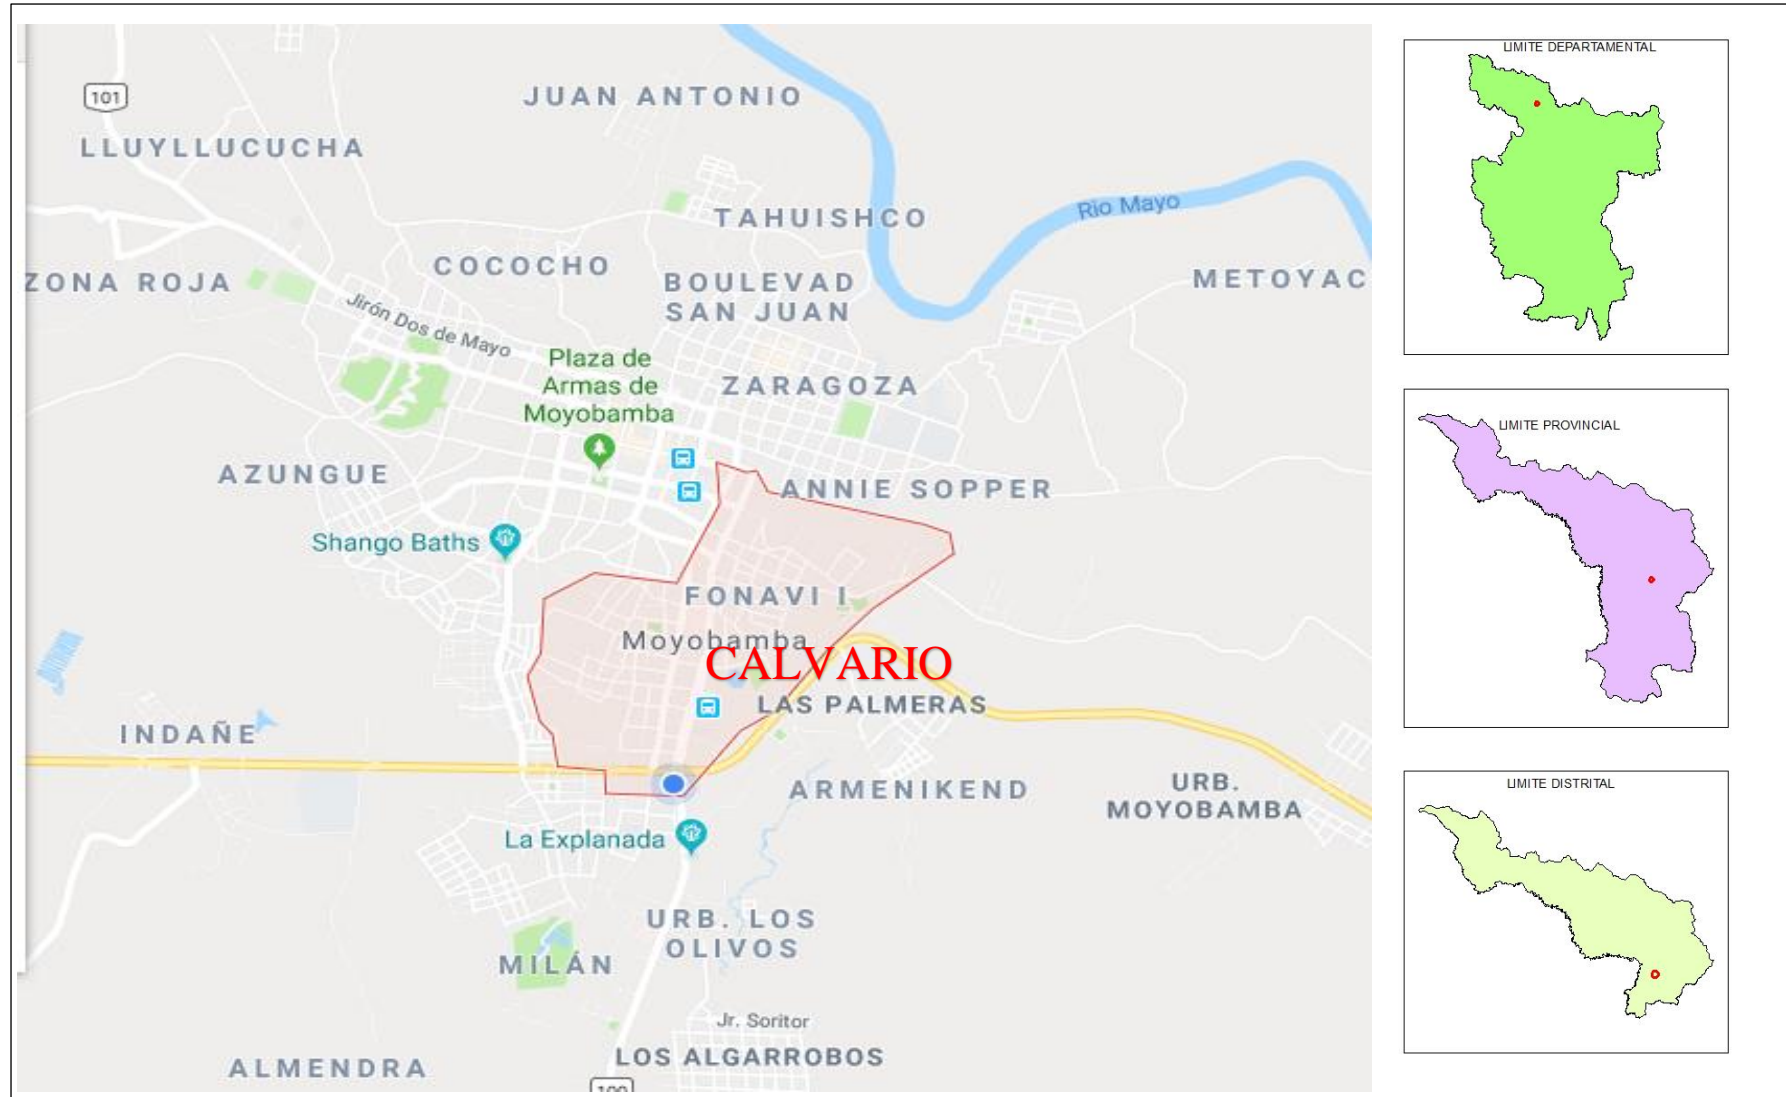 101
JUAN ANTONIO
LLUYLLUCUCHA
TAHUISHCO
Rio Mayo
COCOCHO
ZONA ROJA
BOULEVAD
SAN JUAN
METOYAC
Jirón Dos de Mayo
Plaza de
Armas de
Moyobamba
ZARAGOZA
AZUNGUE
ANNIE SOPPER
Shango Baths
FONAVI I
Moyobamba
CALVARIO
LAS PALMERAS
INDAÑE
ARMENIKEND
URB.
MOYOBAMBA
La Explanada
URB. LOS
OLIVOS
MILÁN
Jr. Soritor
LOS ALGARROBOS
ALMENDRA
LIMITE DEPARTAMENTAL
LIMITE PROVINCIAL
LIMITE DISTRITAL